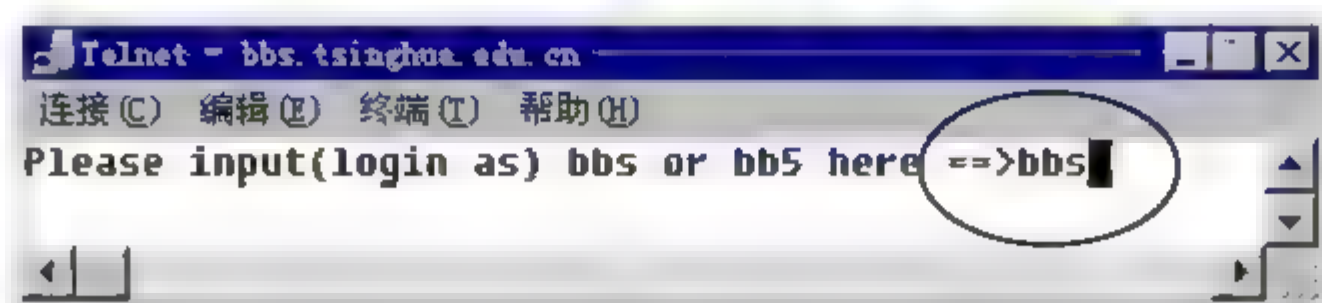 Telnet - bbs.tsinghua.edu.cn
连接(C) 编辑(E) 终端(T) 帮助(H)
Please input(login as) bbs or bb5 here ==>bbs